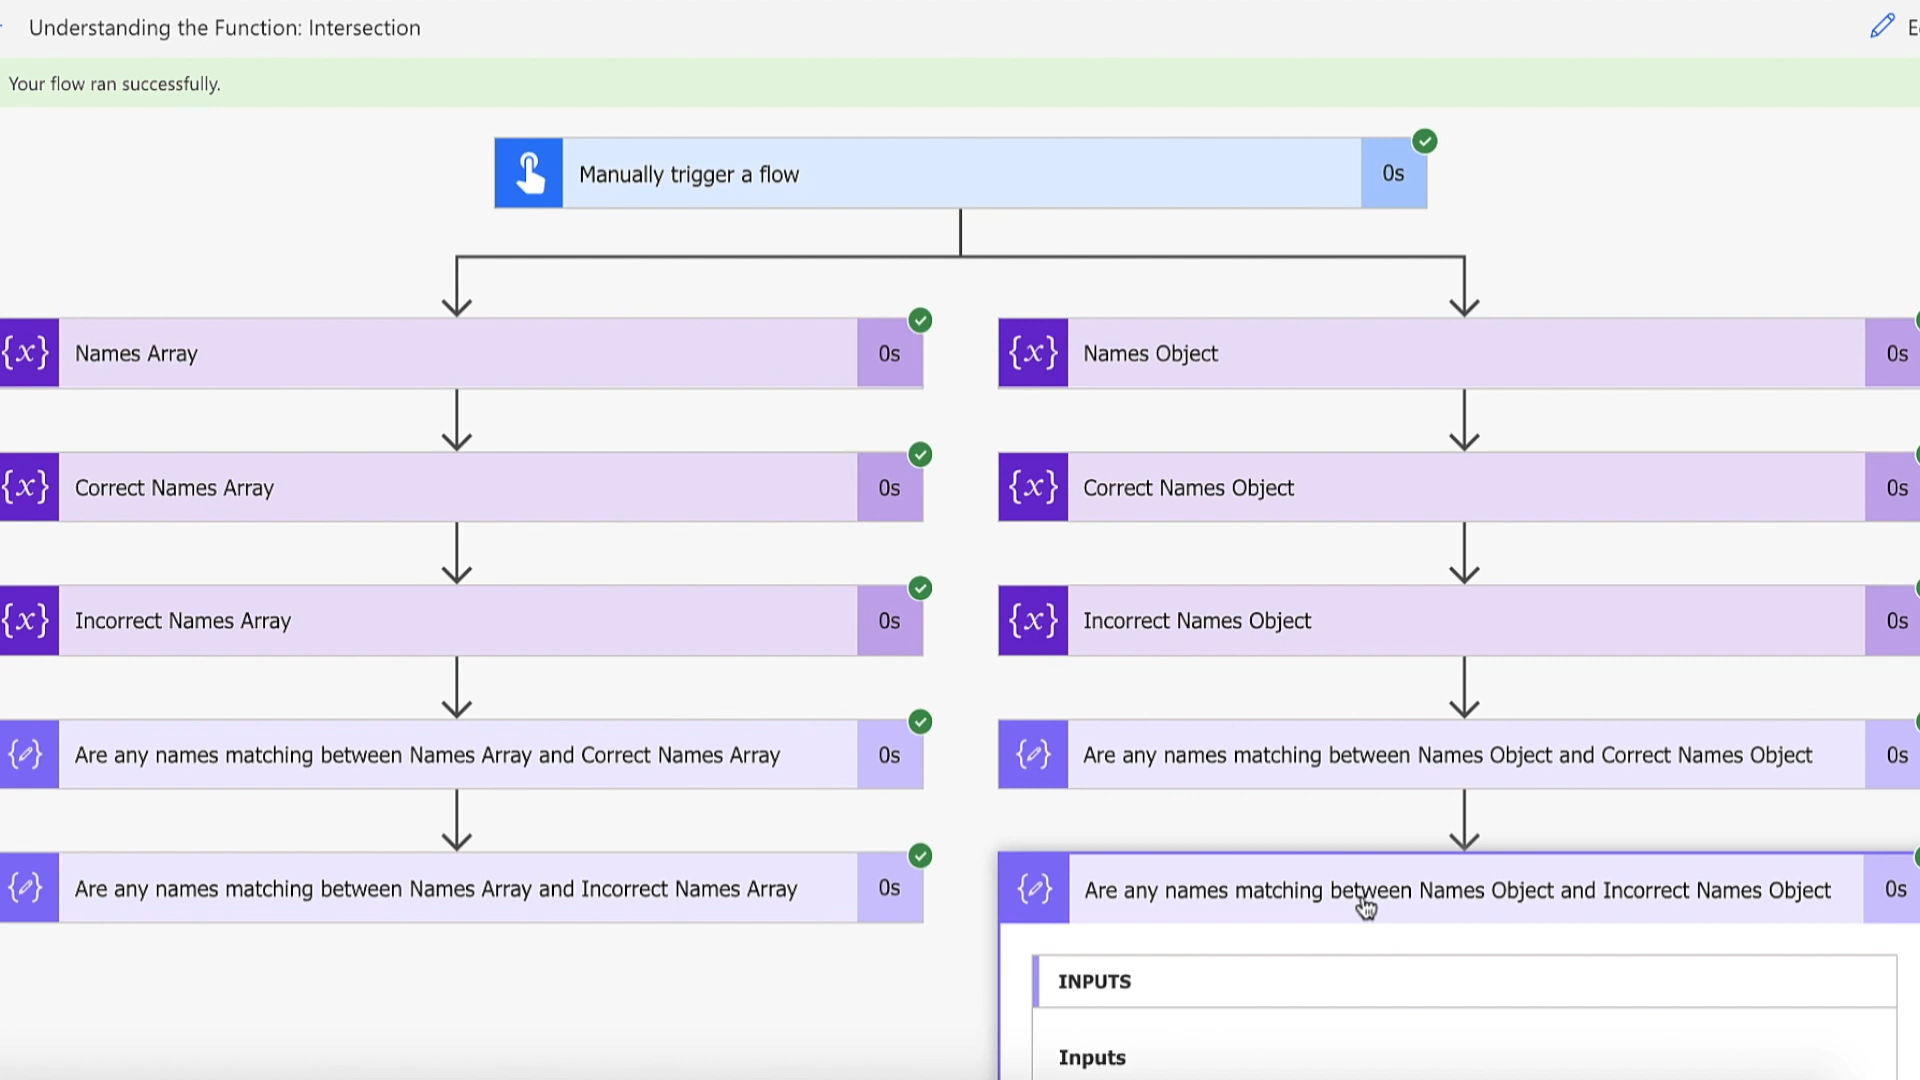 Understanding the Function: Intersection
Your flow ran successfully.
Manually trigger a flow
0s
{x} Names Array
0s
{x} Correct Names Array
0s
{x} Incorrect Names Array
0s
Are any names matching between Names Array and Correct Names Array
0s
Are any names matching between Names Array and Incorrect Names Array
0s
{x} Names Object
0s
{x} Correct Names Object
0s
{x} Incorrect Names Object
0s
Are any names matching between Names Object and Correct Names Object
0s
Are any names matching between Names Object and Incorrect Names Object
0s
INPUTS
Inputs